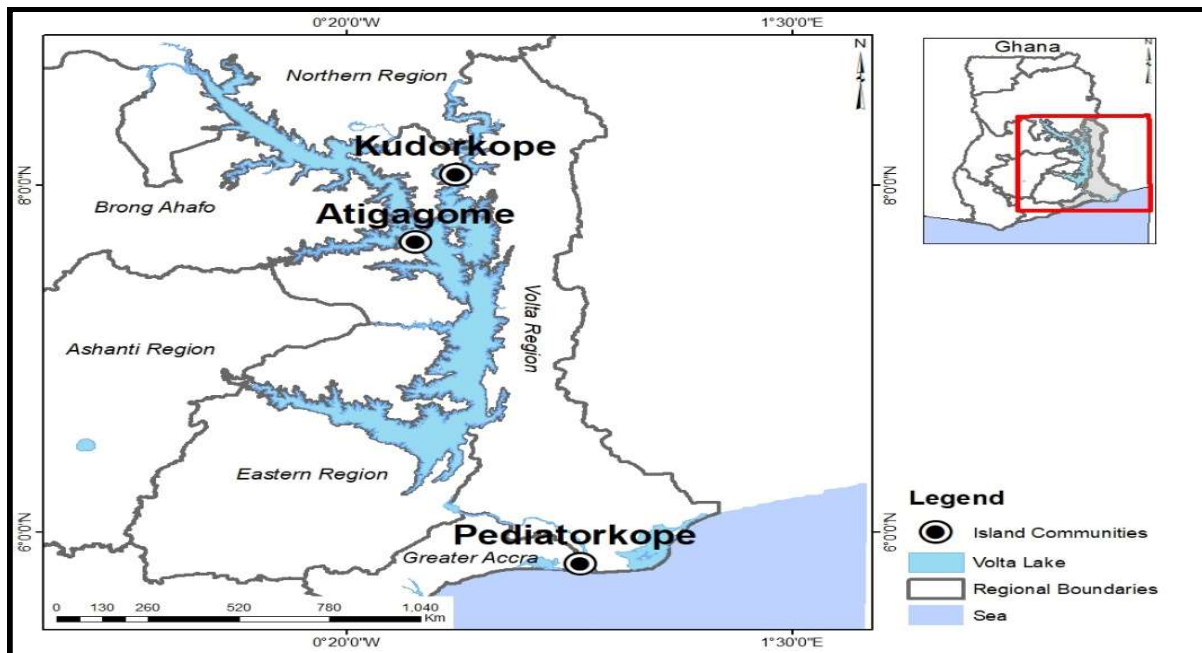 0°20'0"W
1°30'0"E
N
Northern Region
Kudorkope
8°0'0"N
8°0'0"N
Brong Ahafo
Atigagome
Volta Region
Ashanti Region
Eastern Region
6°0'0"N
6°0'0"N
Pediatorkope
Greater Accra
0 130 260 520 780 1,040
Km
0°20'0"W
1°30'0"E
Ghana
N
Legend
Island Communities
Volta Lake
Regional Boundaries
Sea